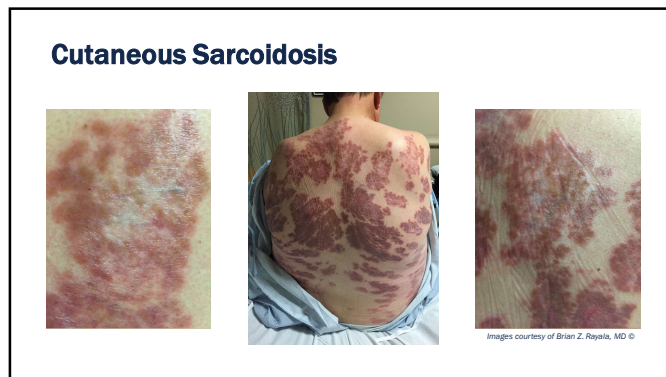 Cutaneous Sarcoidosis
Images courtesy of Brian Z. Rayala, MD ©